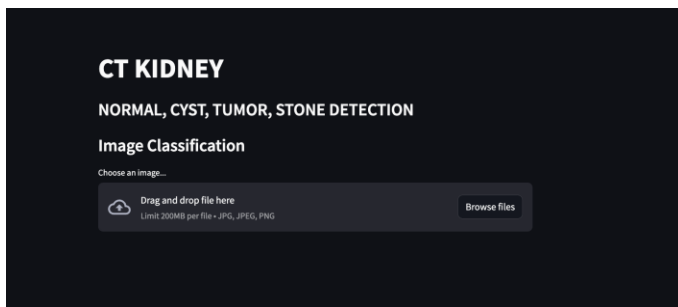 CT KIDNEY
NORMAL, CYST, TUMOR, STONE DETECTION
Image Classification
Choose an image...
Drag and drop file here
Limit 200MB per file • JPG, JPEG, PNG
Browse files